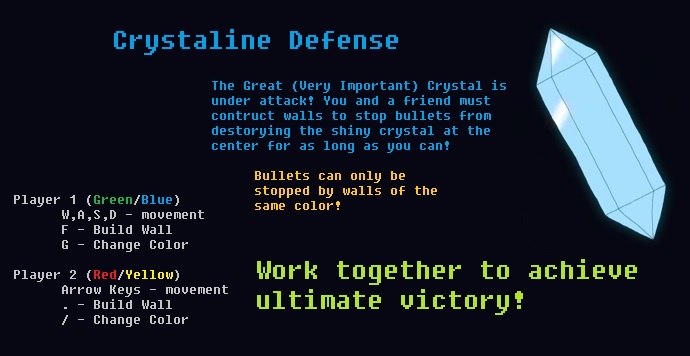 Crystaline Defense
The Great (Very Important) Crystal is
under attack! You and a friend must
contruct walls to stop bullets from
destorying the shiny crystal at the
center for as long as you can!
Bullets can only be
stopped by walls of the
same color!
Player 1 (Green/Blue)
W,A,S,D - movement
F - Build Wall
G - Change Color
Player 2 (Red/Yellow)
Arrow Keys - movement
. - Build Wall
/ - Change Color
Work together to achieve
ultimate victory!